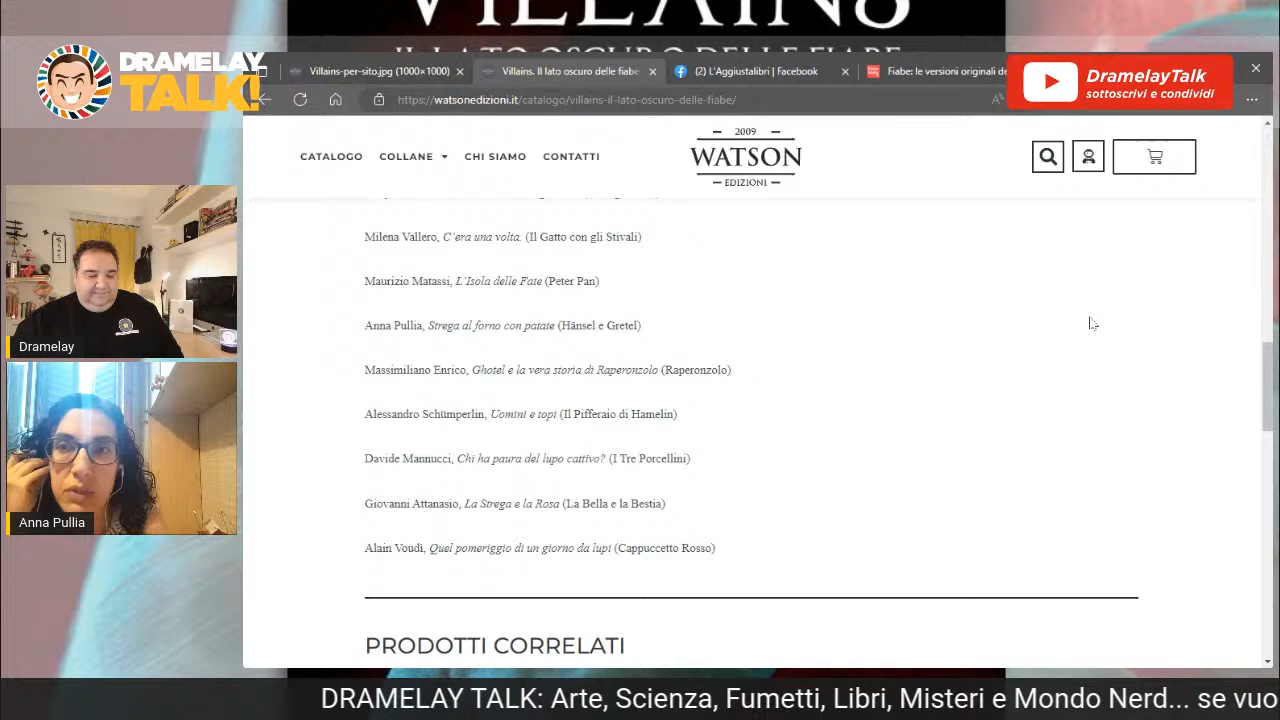 VILLAINS
IL LATO OSCURO DELLE FIABE
DRAMELAY
TALK!
Villains-per-sito.jpg (1000×1000)
Villains. Il lato oscuro delle fiabe
(2) L'Aggiustalibri | Facebook
Fiabe: le versioni originali de
DramelayTalk
sottoscrivi e condividi
https://watsonedizioni.it/catalogo/villains-il-lato-oscuro-delle-fiabe/
CATALOGO COLLANE CHI SIAMO CONTATTI
2009
WATSON
EDIZIONI
Milena Vallero, C'era una volta. (Il Gatto con gli Stivali)
Maurizio Matassi, L'Isola delle Fate (Peter Pan)
Anna Pullia, Strega al forno con patate (Hänsel e Gretel)
Massimiliano Enrico, Ghotel e la vera storia di Raperonzolo (Raperonzolo)
Alessandro Schümperlin, Uomini e topi (Il Pifferaio di Hamelin)
Davide Mannucci, Chi ha paura del lupo cattivo? (I Tre Porcellini)
Giovanni Attanasio, La Strega e la Rosa (La Bella e la Bestia)
Alain Voudì, Quel pomeriggio di un giorno da lupi (Cappuccetto Rosso)
PRODOTTI CORRELATI
Dramelay
Anna Pullia
DRAMELAY TALK: Arte, Scienza, Fumetti, Libri, Misteri e Mondo Nerd... se vuo